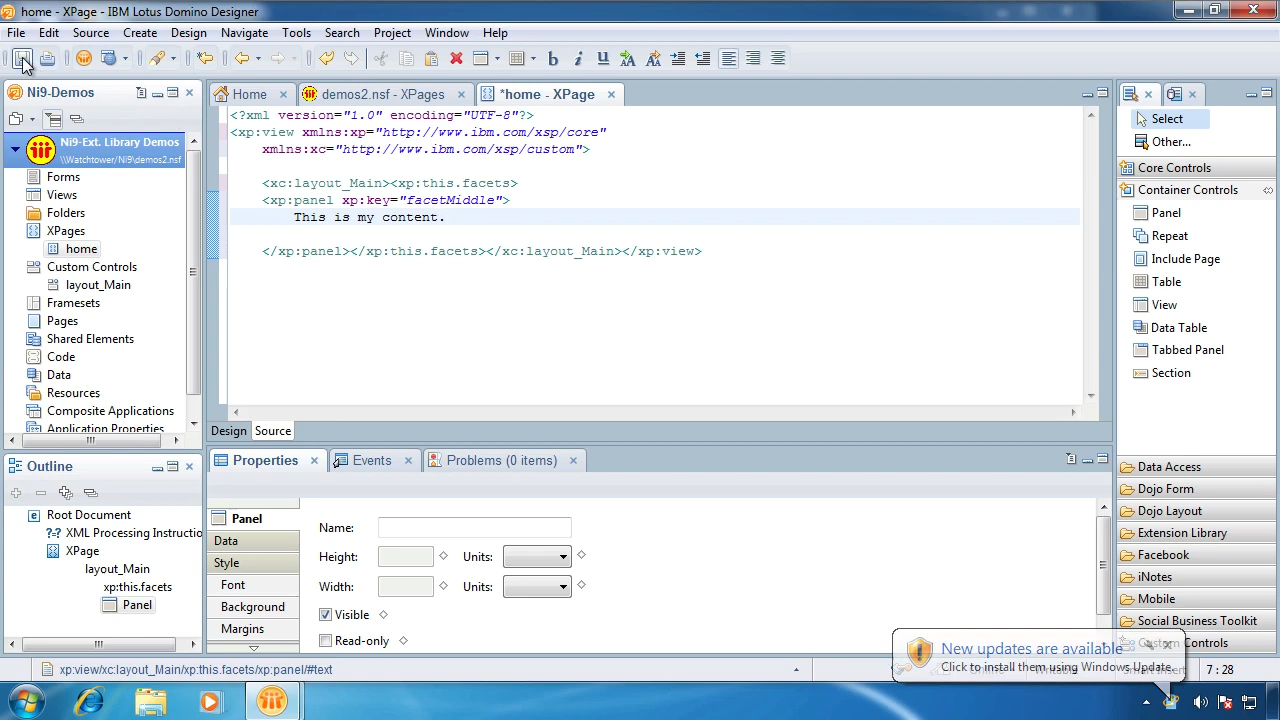 home - XPage - IBM Lotus Domino Designer
File Edit Source Create Design Navigate Tools Search Project Window Help
Ni9-Demos
Ni9-Ext. Library Demos
\\Watchtower/Ni9\demos2.nsf
Forms
Views
Folders
XPages
home
Custom Controls
layout_Main
Framesets
Pages
Shared Elements
Code
Data
Resources
Composite Applications
Application Properties
Outline
Root Document
XML Processing Instructio
XPage
layout_Main
xp:this.facets
Panel
Home demos2.nsf - XPages *home - XPage
<?xml version="1.0" encoding="UTF-8"?>
<xp:view xmlns:xp="http://www.ibm.com/xsp/core"
xmlns:xc="http://www.ibm.com/xsp/custom">
<xc:layout_Main><xp:this.facets>
<xp:panel xp:key="facetMiddle">
This is my content.
</xp:panel></xp:this.facets></xc:layout_Main></xp:view>
Design Source
Properties Events Problems (0 items)
Panel
Data
Style
Font
Background
Margins
Name:
Height: Units:
Width: Units:
Visible
Read-only
Select
Other...
Core Controls
Container Controls
Panel
Repeat
Include Page
Table
View
Data Table
Tabbed Panel
Section
Data Access
Dojo Form
Dojo Layout
Extension Library
Facebook
iNotes
Mobile
Social Business Toolkit
Custom Controls
New updates are available
Click to install them using Windows Update.
xp:view/xc:layout_Main/xp:this.facets/xp:panel/#text
7 : 28